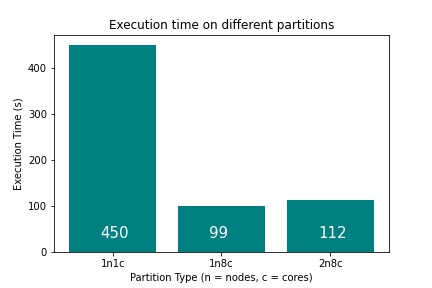 Execution time on different partitions
Execution Time (s)
400
300
200
100
0
450
99
112
1n1c
1n8c
2n8c
Partition Type (n = nodes, c = cores)